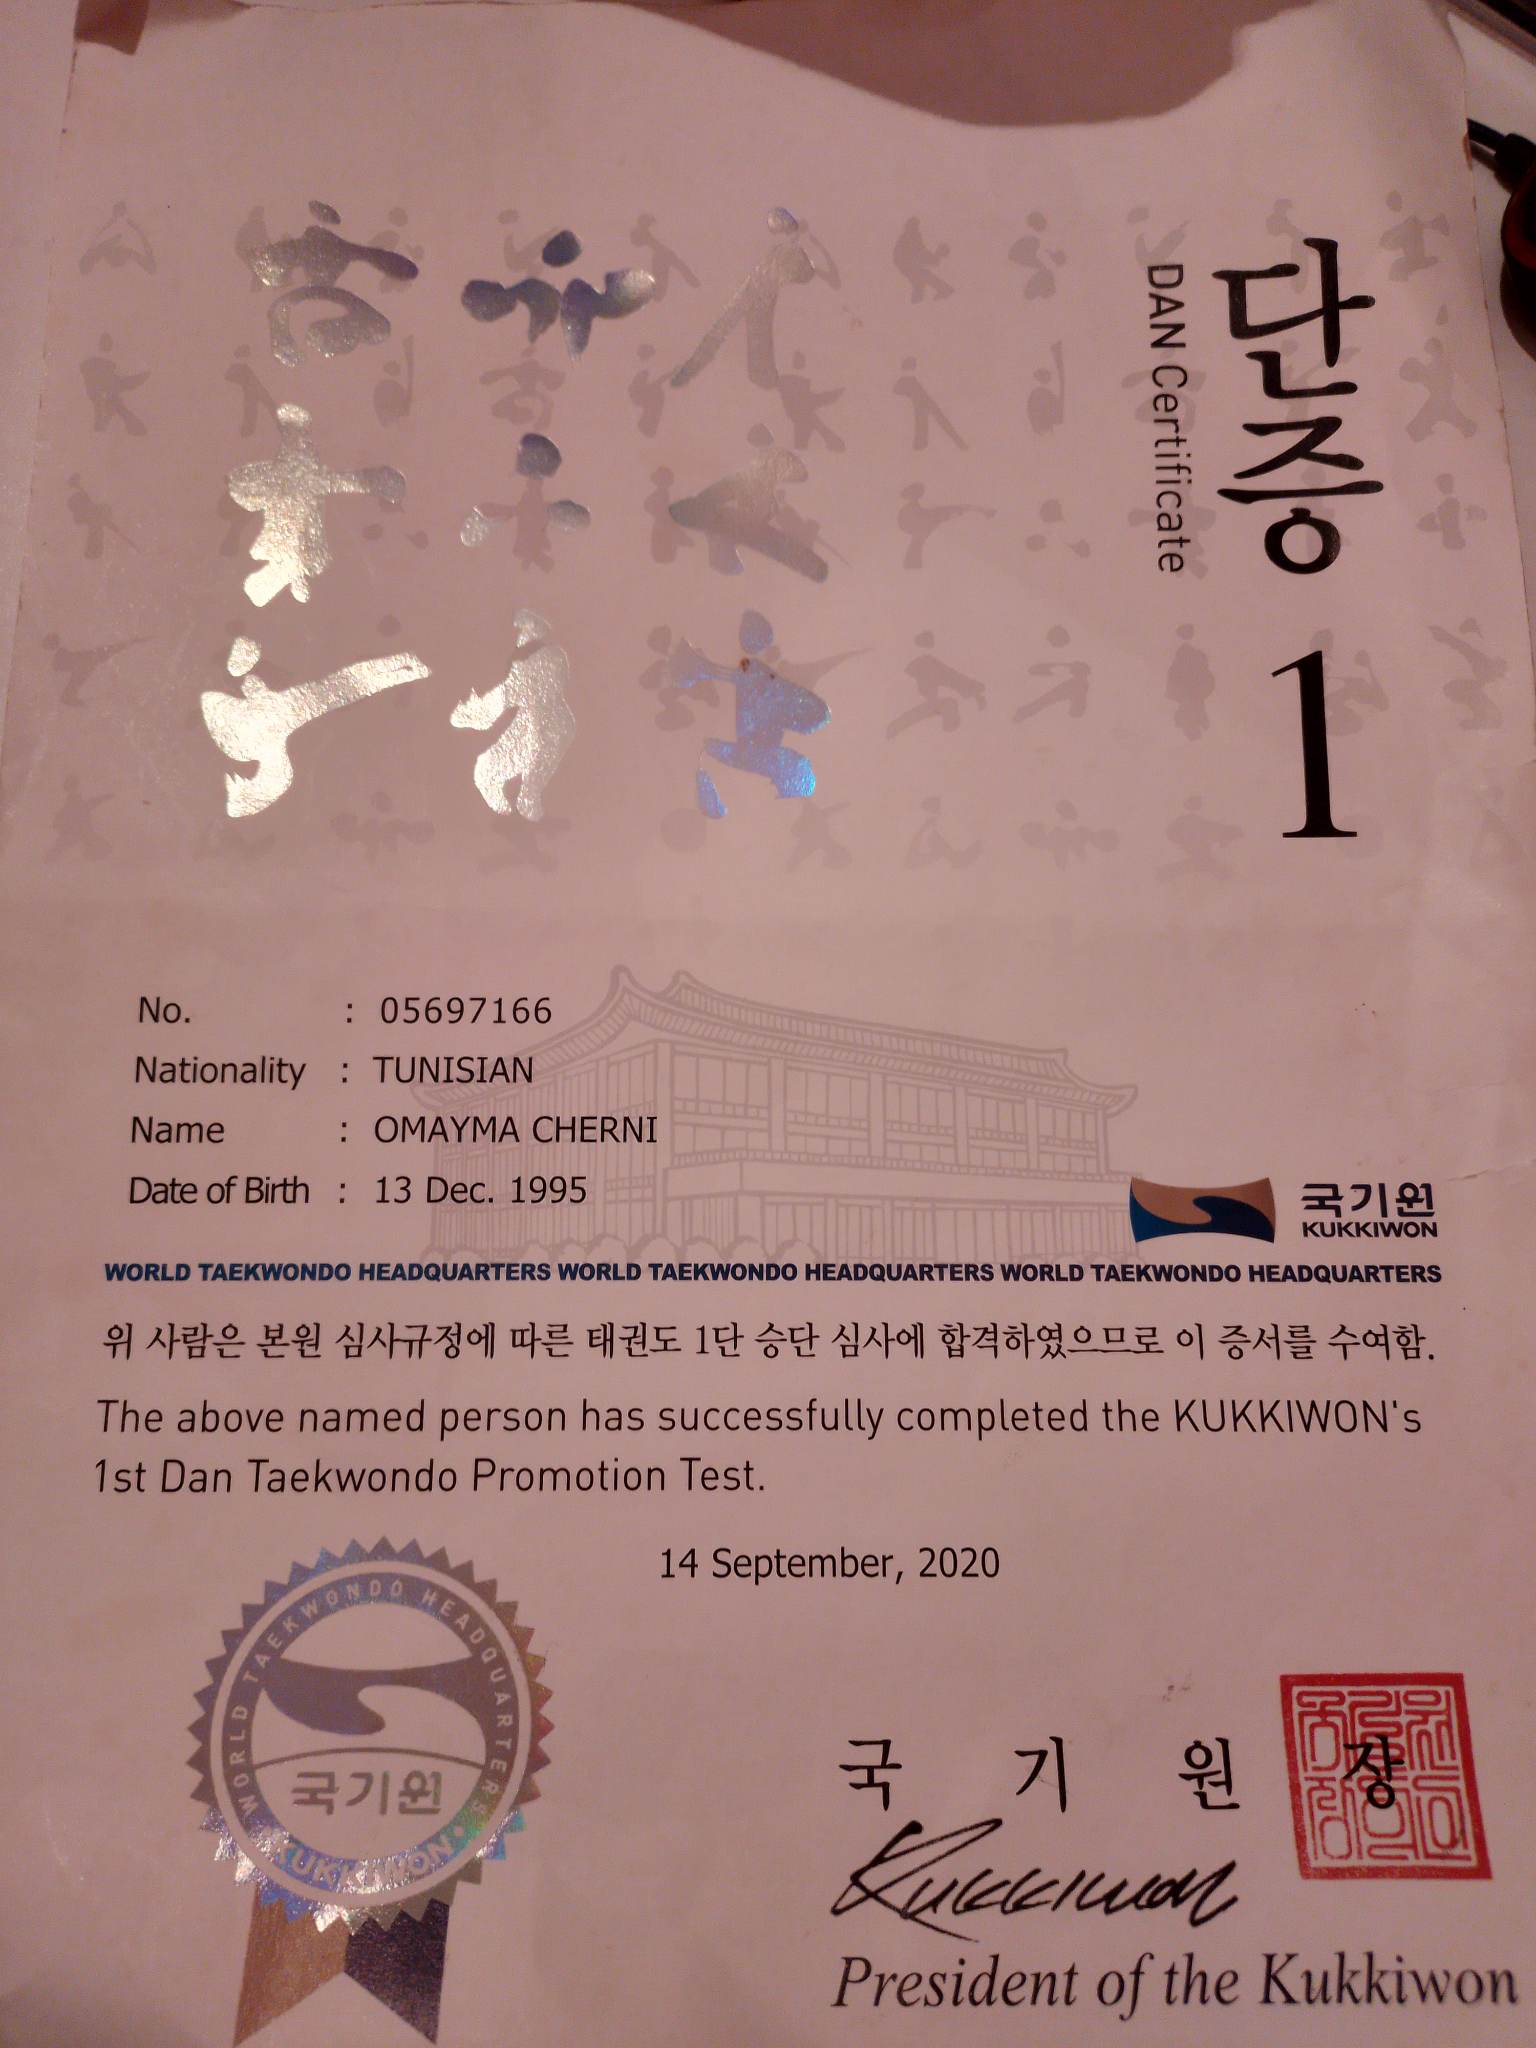 단증
DAN Certificate
1
No. : 05697166
Nationality : TUNISIAN
Name : OMAYMA CHERNI
Date of Birth : 13 Dec. 1995
국기원
KUKKIWON
WORLD TAEKWONDO HEADQUARTERS WORLD TAEKWONDO HEADQUARTERS WORLD TAEKWONDO HEADQUARTERS
위 사람은 본원 심사규정에 따른 태권도 1단 승단 심사에 합격하였으므로 이 증서를 수여함.
The above named person has successfully completed the KUKKIWON's
1st Dan Taekwondo Promotion Test.
14 September, 2020
WORLD TAEKWONDO HEADQUARTERS
국기원
KUKKIWON
국 기 원 장
Kukkiwon
President of the Kukkiwon